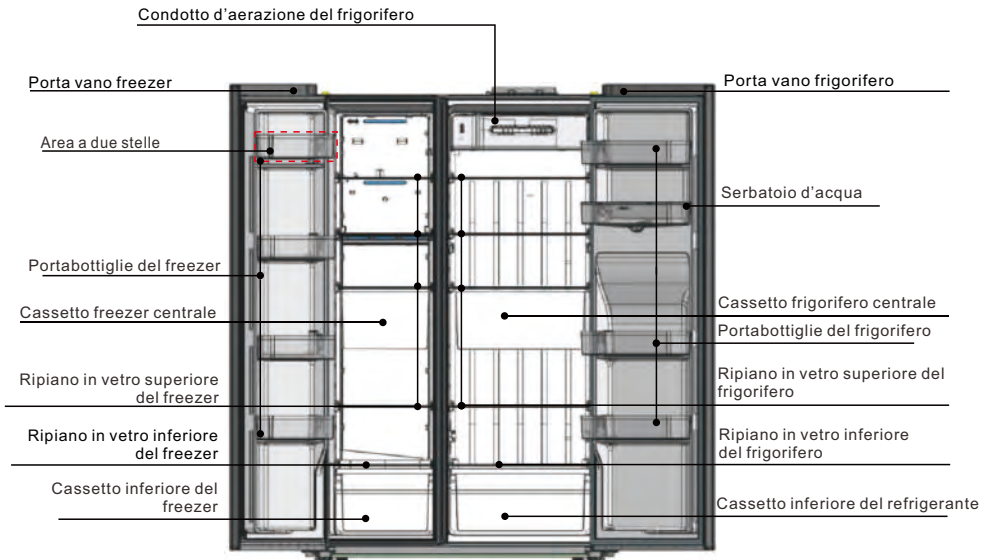 Condotto d'aerazione del frigorifero
Porta vano freezer
Porta vano frigorifero
Area a due stelle
Serbatoio d'acqua
Portabottiglie del freezer
Cassetto freezer centrale
Cassetto frigorifero centrale
Portabottiglie del frigorifero
Ripiano in vetro superiore
del freezer
Ripiano in vetro superiore del
frigorifero
Ripiano in vetro inferiore
del freezer
Ripiano in vetro inferiore
del frigorifero
Cassetto inferiore del
freezer
Cassetto inferiore del refrigerante